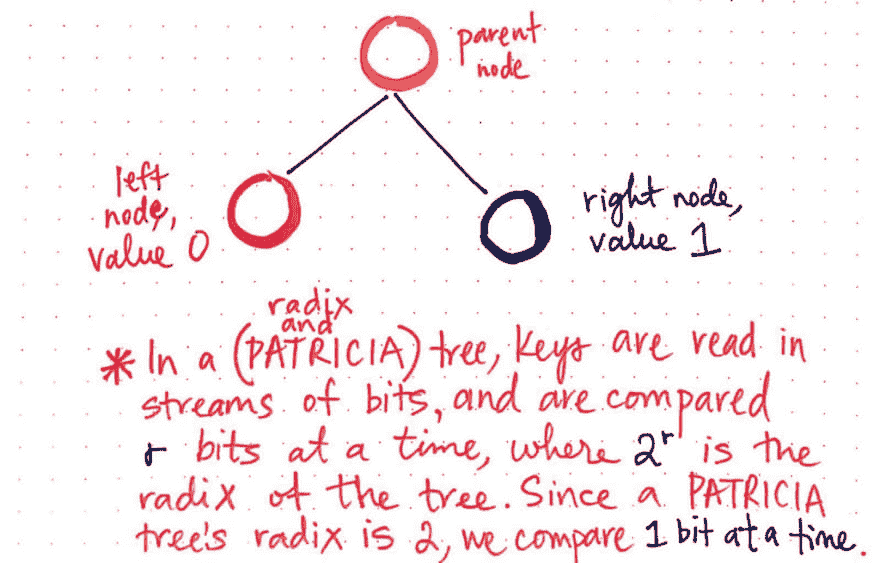 parent
node
left
node,
value 0
right node,
value 1
radix
and
* In a (PATRICIA) tree, keys are read in
streams of bits, and are compared
r bits at a time, where 2^r is the
radix of the tree. Since a PATRICIA
tree's radix is 2, we compare 1 bit at a time.